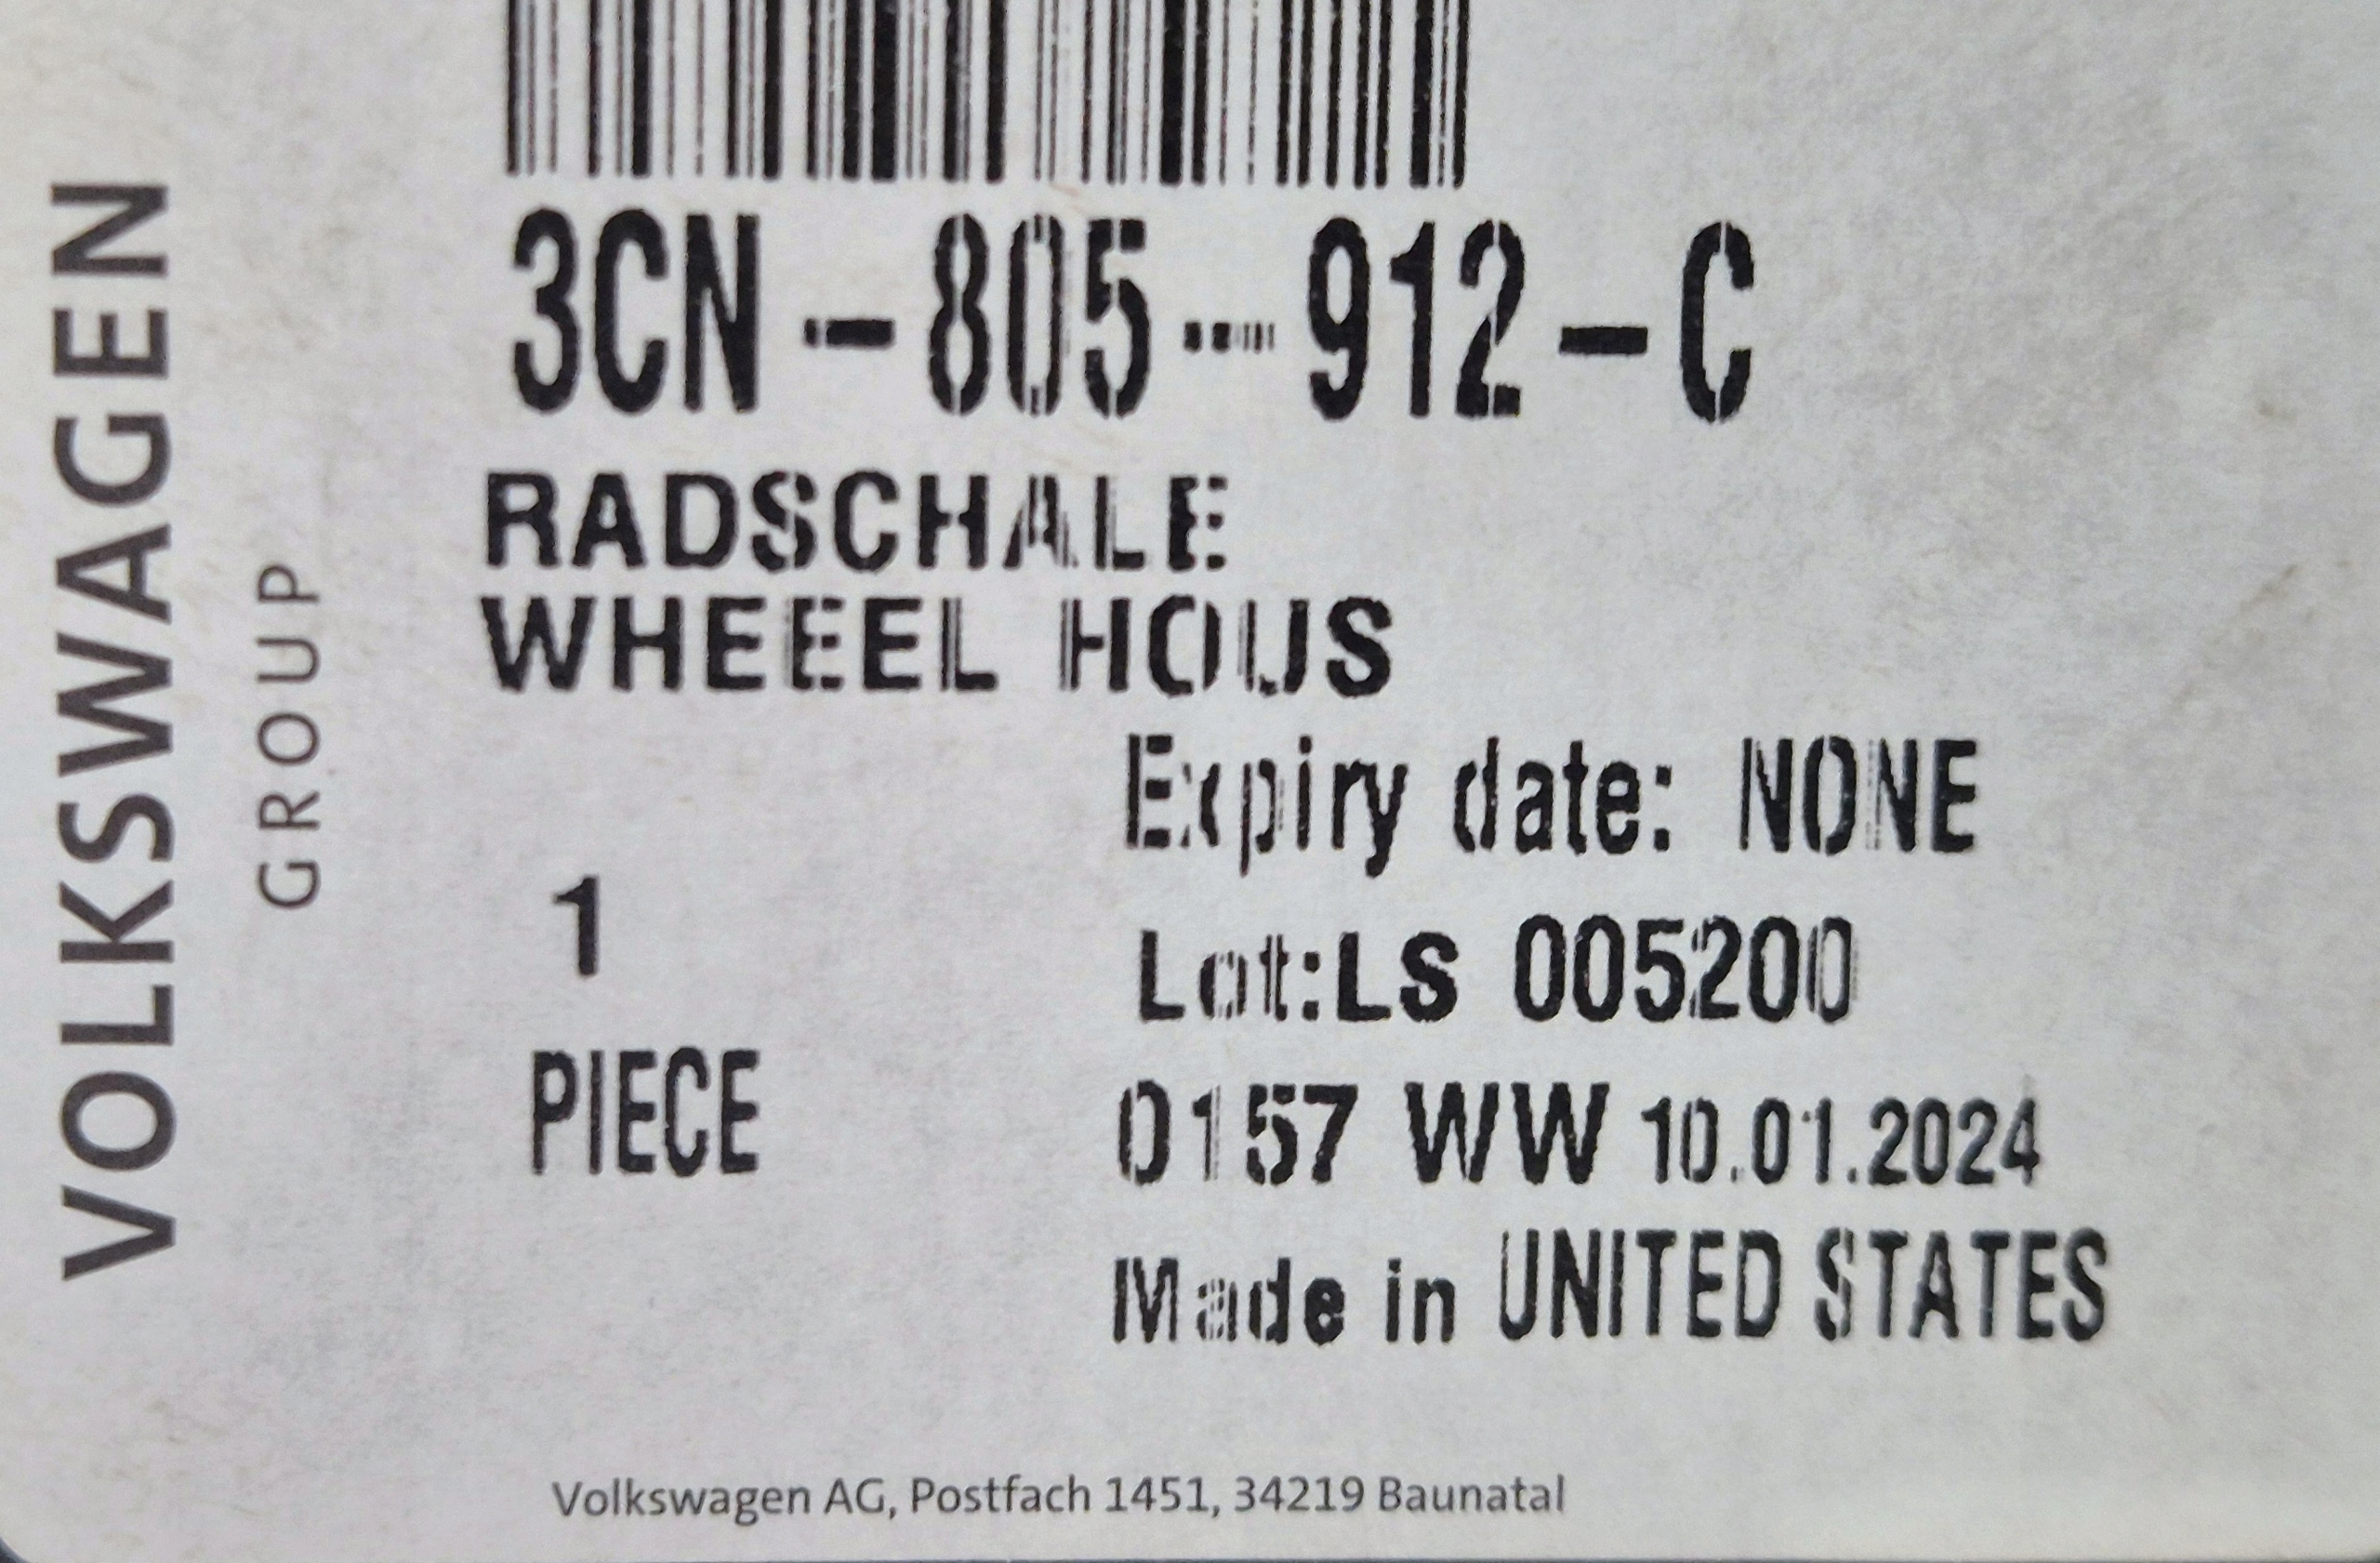 VOLKSWAGEN
GROUP
3CN-805-912-C
RADSCHALE
WHEEEL HOUS
Expiry date: NONE
1
Lot:LS 005200
PIECE
0157 WW 10.01.2024
Made in UNITED STATES
Volkswagen AG, Postfach 1451, 34219 Baunatal